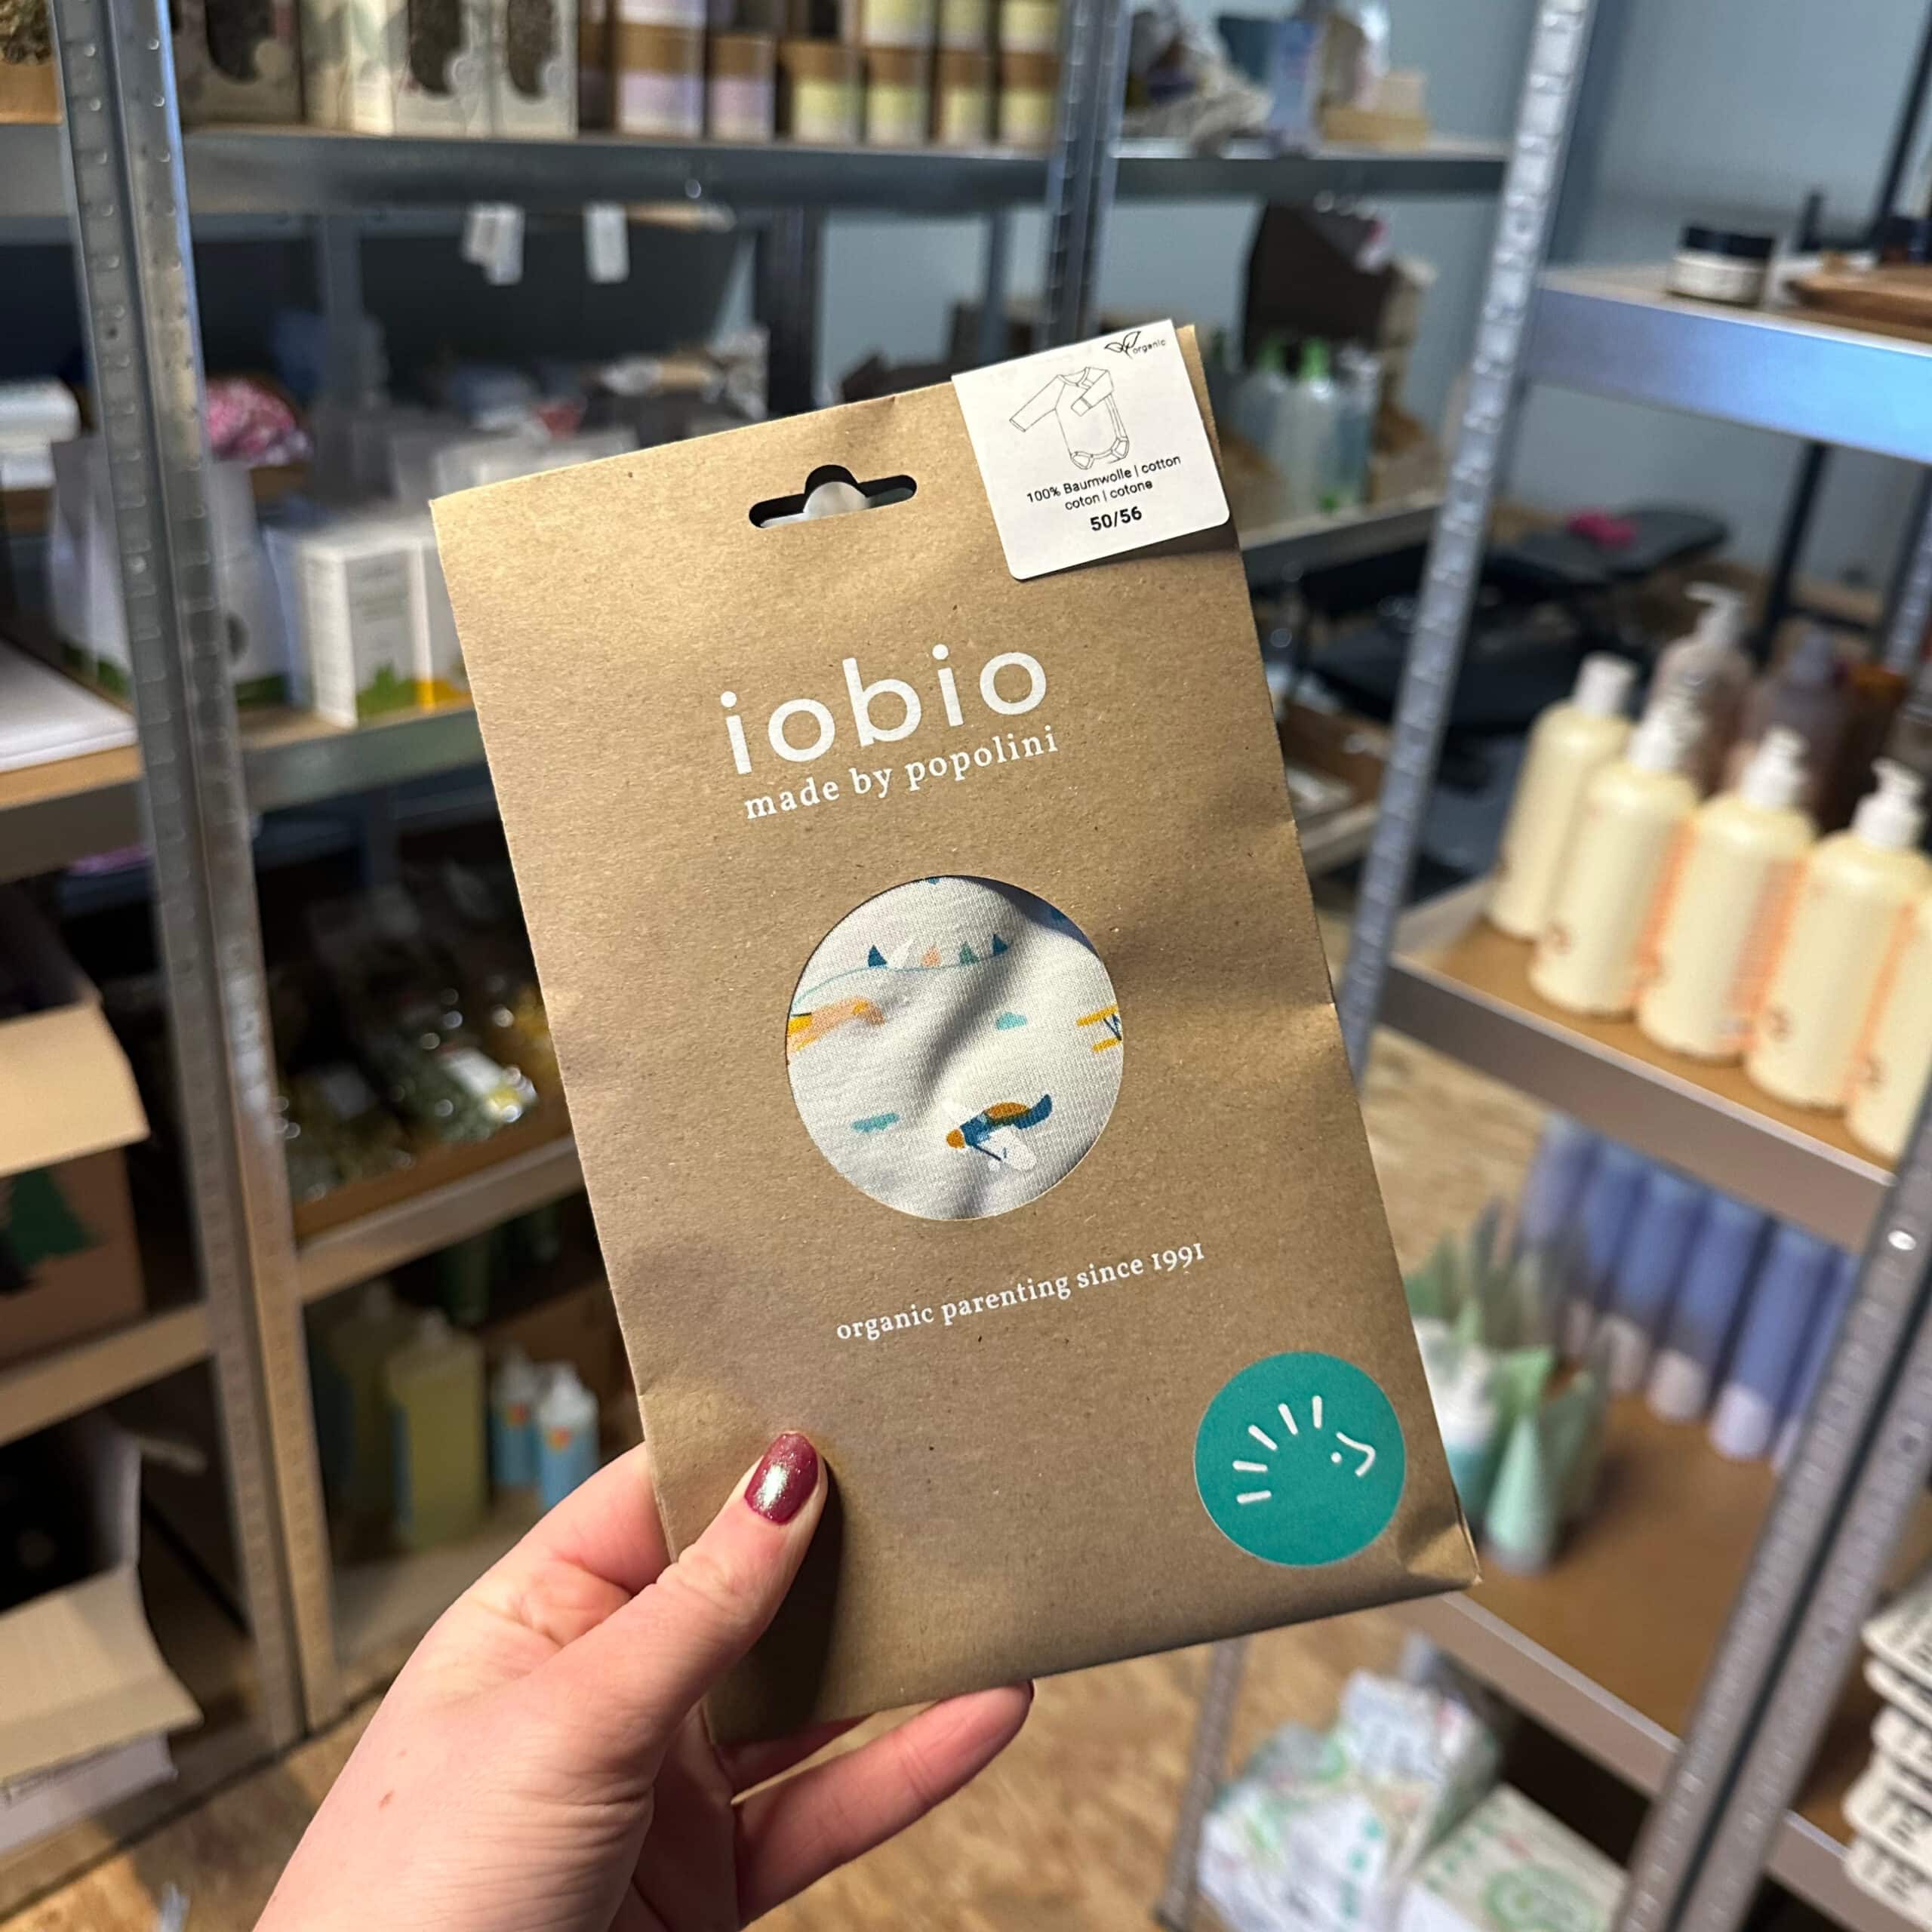 organic
100% Baumwolle | cotton
coton | cotone
50/56
iobio
made by popolini
organic parenting since 1991